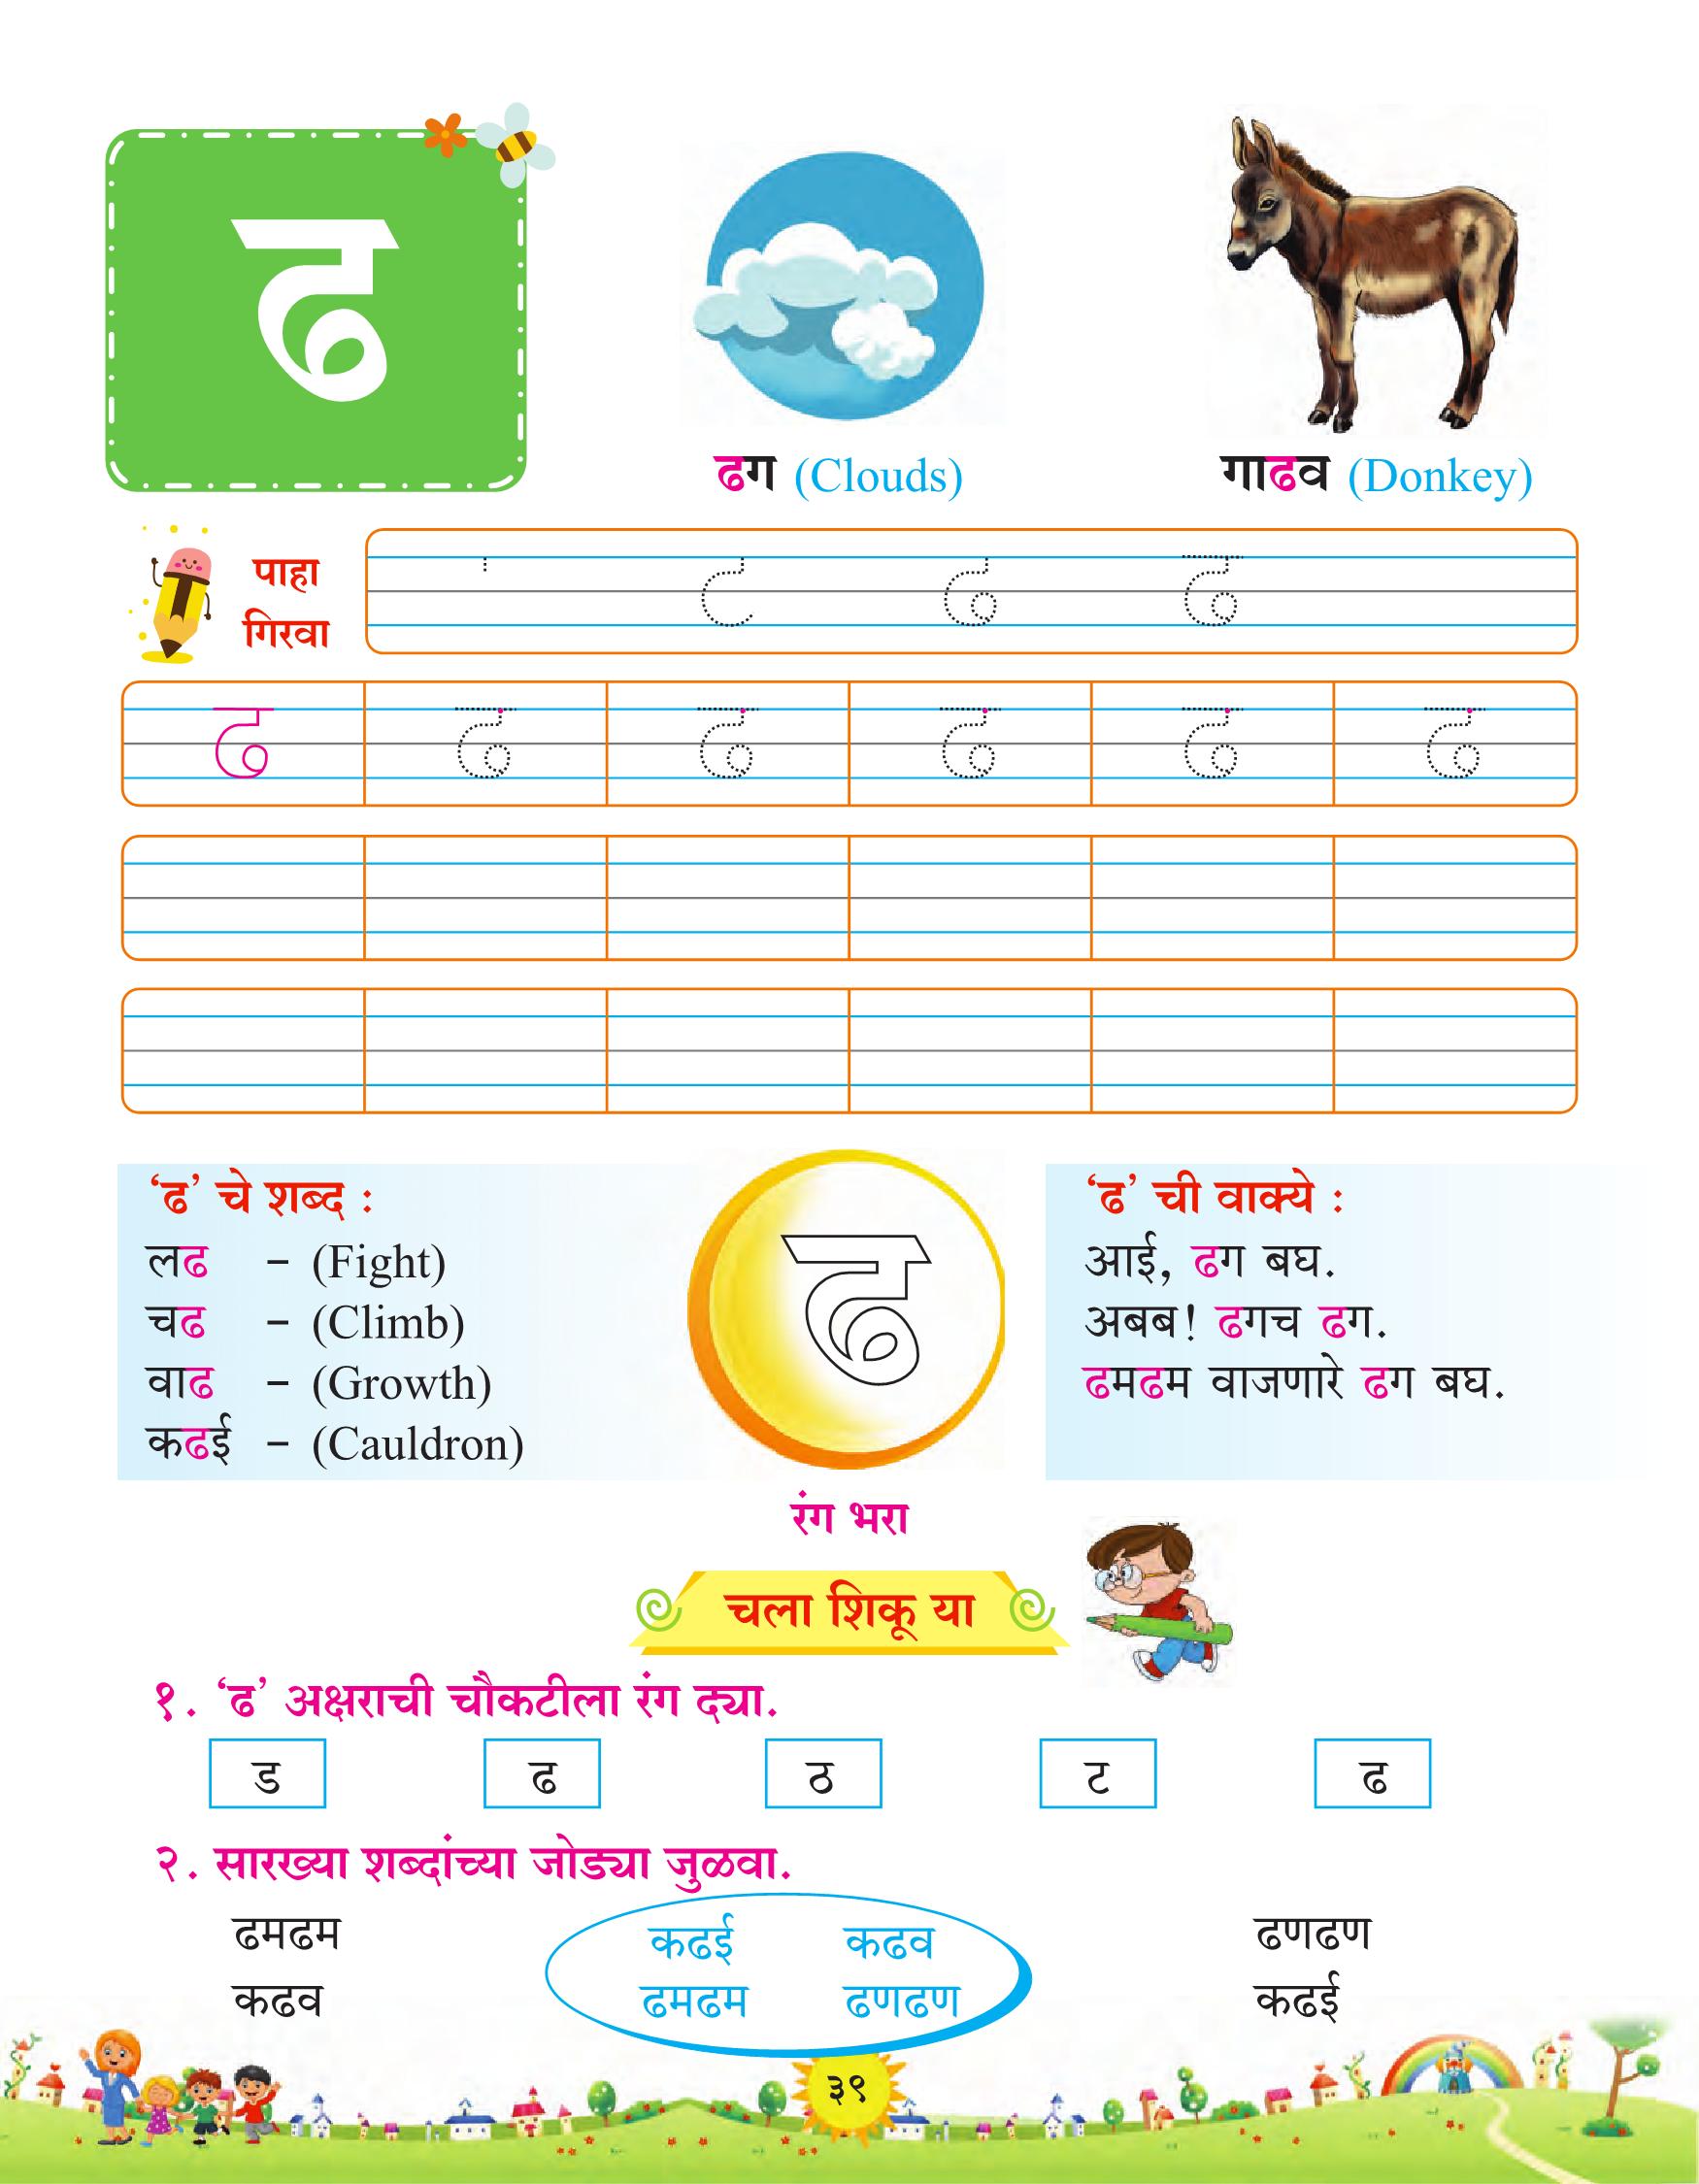 ढ
ढग (Clouds)
गाढव (Donkey)
पाहा
गिरवा
ढ ढ ढ ढ ढ ढ
‘ढ’ चे शब्द :
लढ – (Fight)
चढ – (Climb)
वाढ – (Growth)
कढई – (Cauldron)
ढ
रंग भरा
‘ढ’ ची वाक्ये :
आई, ढग बघ.
अबब! ढगच ढग.
ढमढम वाजणारे ढग बघ.
चला शिकू या
१. ‘ढ’ अक्षराची चौकटीला रंग द्या.
ड ढ ठ ट ढ
२. सारख्या शब्दांच्या जोड्या जुळवा.
ढमढम कढई कढव ढणढण
कढव ढमढम ढणढण कढई
३९